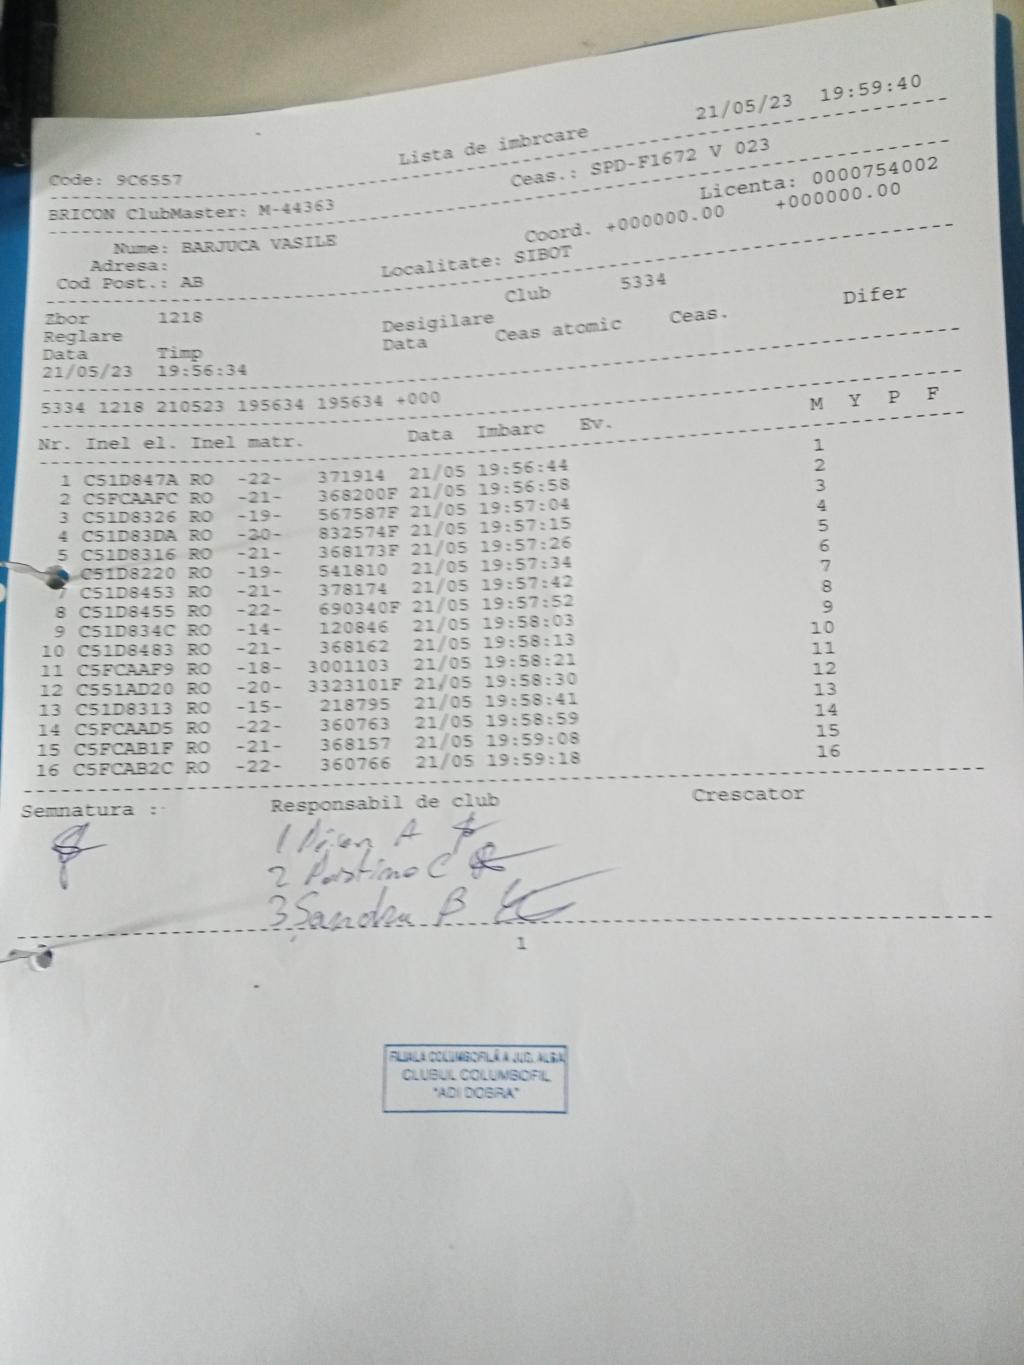 21/05/23 19:59:40
Lista de imbrcare
Code: 9C6557 Ceas.: SPD-F1672 V 023
BRICON ClubMaster: M-44363 Licenta: 0000754002
Nume: BARJUCA VASILE Coord. +000000.00 +000000.00
Adresa: Localitate: SIBOT
Cod Post.: AB
Club 5334
Zbor 1218 Desigilare
Reglare Data Ceas atomic Ceas. Difer
Data Timp
21/05/23 19:56:34
5334 1218 210523 195634 195634 +000
Nr. Inel el. Inel matr. Data Imbarc Ev. M Y P F
1 C51D847A RO -22- 371914 21/05 19:56:44 1
2 C5FCAAFC RO -21- 368200F 21/05 19:56:58 2
3 C51D8326 RO -19- 567587F 21/05 19:57:04 3
4 C51D83DA RO -20- 832574F 21/05 19:57:15 4
5 C51D8316 RO -21- 368173F 21/05 19:57:26 5
C51D8220 RO -19- 541810 21/05 19:57:34 6
7 C51D8453 RO -21- 378174 21/05 19:57:42 7
8 C51D8455 RO -22- 690340F 21/05 19:57:52 8
9 C51D834C RO -14- 120846 21/05 19:58:03 9
10 C51D8483 RO -21- 368162 21/05 19:58:13 10
11 C5FCAAF9 RO -18- 3001103 21/05 19:58:21 11
12 C551AD20 RO -20- 3323101F 21/05 19:58:30 12
13 C51D8313 RO -15- 218795 21/05 19:58:41 13
14 C5FCAAD5 RO -22- 360763 21/05 19:58:59 14
15 C5FCAB1F RO -21- 368157 21/05 19:59:08 15
16 C5FCAB2C RO -22- 360766 21/05 19:59:18 16
Semnatura : Responsabil de club Crescator
1 A
2 C
3 Sandru B
1
FILIALA COLUMBOFILĂ A JUD. ALBA
CLUBUL COLUMBOFIL
"ADI DOBRA"